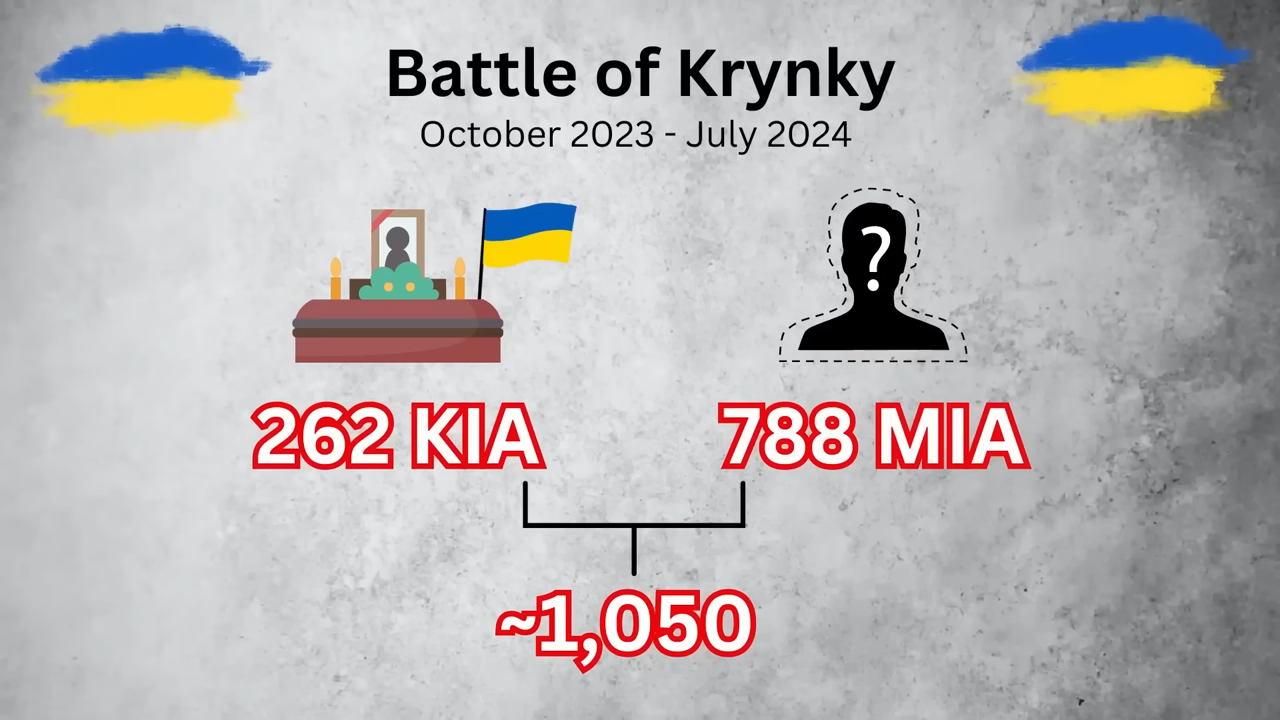 Battle of Krynky
October 2023 - July 2024
?
262 KIA
788 MIA
~1,050